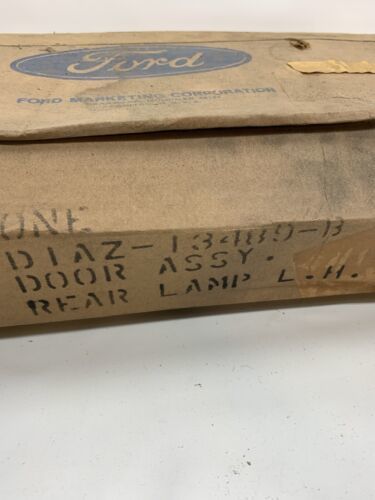 Ford
FORD MARKETING CORPORATION
ONE
D1AZ-13489-B
DOOR ASSY.
REAR LAMP L.H.